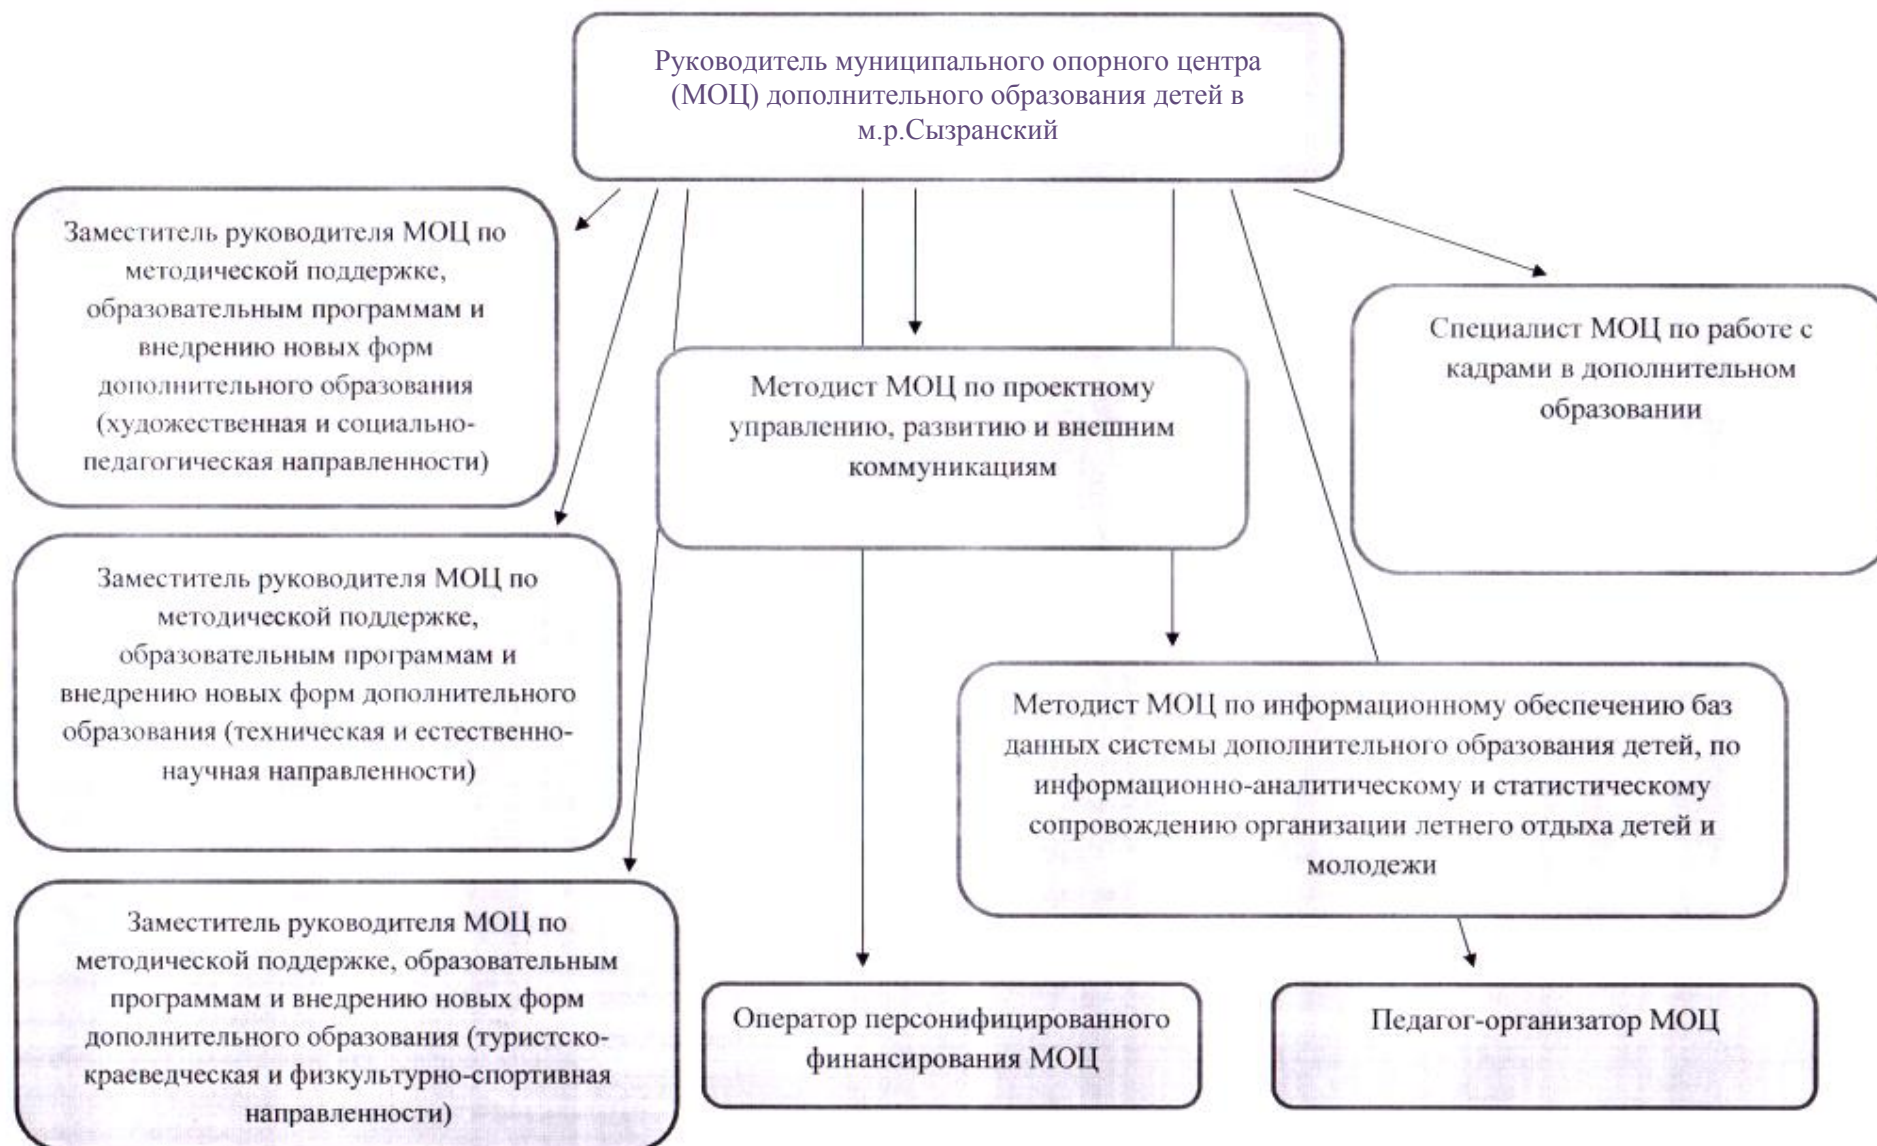 Руководитель муниципального опорного центра
(МОЦ) дополнительного образования детей в
м.р.Сызранский
Заместитель руководителя МОЦ по
методической поддержке,
образовательным программам и
внедрению новых форм
дополнительного образования
(художественная и социально-
педагогическая направленности)
Методист МОЦ по проектному
управлению, развитию и внешним
коммуникациям
Специалист МОЦ по работе с
кадрами в дополнительном
образовании
Заместитель руководителя МОЦ по
методической поддержке,
образовательным программам и
внедрению новых форм дополнительного
образования (техническая и естественно-
научная направленности)
Методист МОЦ по информационному обеспечению баз
данных системы дополнительного образования детей, по
информационно-аналитическому и статистическому
сопровождению организации летнего отдыха детей и
молодежи
Заместитель руководителя МОЦ по
методической поддержке, образовательным
программам и внедрению новых форм
дополнительного образования (туристско-
краеведческая и физкультурно-спортивная
направленности)
Оператор персонифицированного
финансирования МОЦ
Педагог-организатор МОЦ